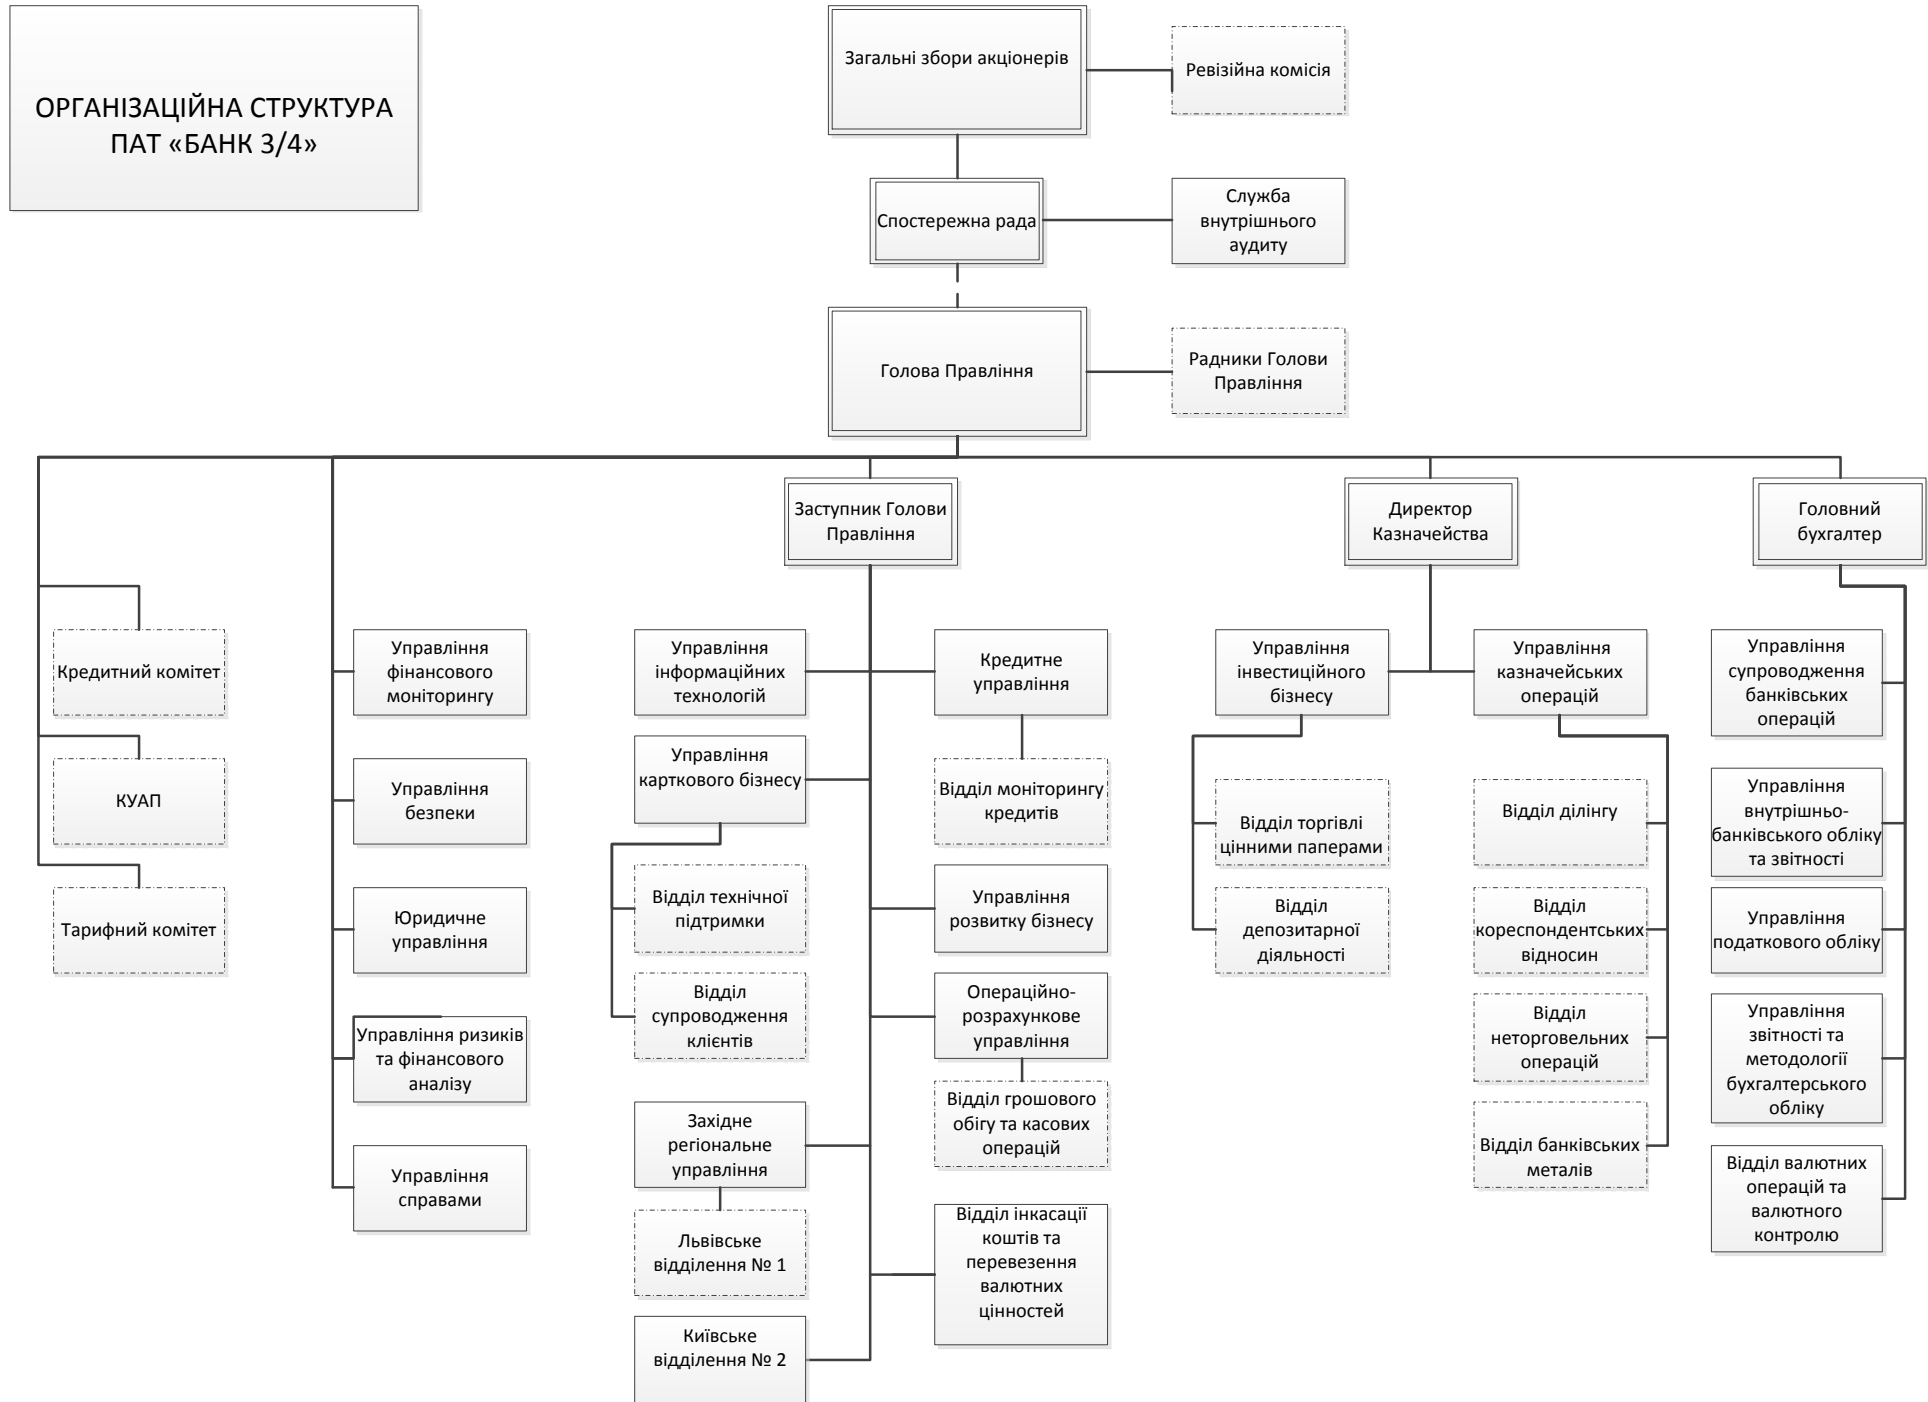 ОРГАНІЗАЦІЙНА СТРУКТУРА
ПАТ «БАНК 3/4»
Загальні збори акціонерів
Ревізійна комісія
Спостережна рада
Служба
внутрішнього
аудиту
Голова Правління
Радники Голови
Правління
Заступник Голови
Правління
Директор
Казначейства
Головний
бухгалтер
Кредитний комітет
КУАП
Тарифний комітет
Управління
фінансового
моніторингу
Управління
безпеки
Юридичне
управління
Управління ризиків
та фінансового
аналізу
Управління
справами
Управління
інформаційних
технологій
Управління
карткового бізнесу
Відділ технічної
підтримки
Відділ
супроводження
клієнтів
Західне
регіональне
управління
Львівське
відділення № 1
Київське
відділення № 2
Кредитне
управління
Відділ моніторингу
кредитів
Управління
розвитку бізнесу
Операційно-
розрахункове
управління
Відділ грошового
обігу та касових
операцій
Відділ інкасації
коштів та
перевезення
валютних
цінностей
Управління
інвестиційного
бізнесу
Відділ торгівлі
цінними паперами
Відділ
депозитарної
діяльності
Управління
казначейських
операцій
Відділ ділінгу
Відділ
кореспондентських
відносин
Відділ
неторговельних
операцій
Відділ банківських
металів
Управління
супроводження
банківських
операцій
Управління
внутрішньо-
банківського обліку
та звітності
Управління
податкового обліку
Управління
звітності та
методології
бухгалтерського
обліку
Відділ валютних
операцій та
валютного
контролю